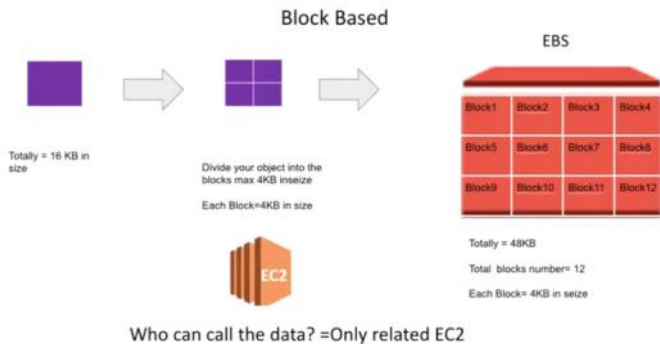 Block Based
EBS
Block1 Block2 Block3 Block4
Block5 Block6 Block7 Block8
Block9 Block10 Block11 Block12
Totally = 16 KB in
size
Divide your object into the
blocks max 4KB inseize
Each Block=4KB in size
EC2
Totally = 48KB
Total blocks number= 12
Each Block= 4KB in seize
Who can call the data? =Only related EC2